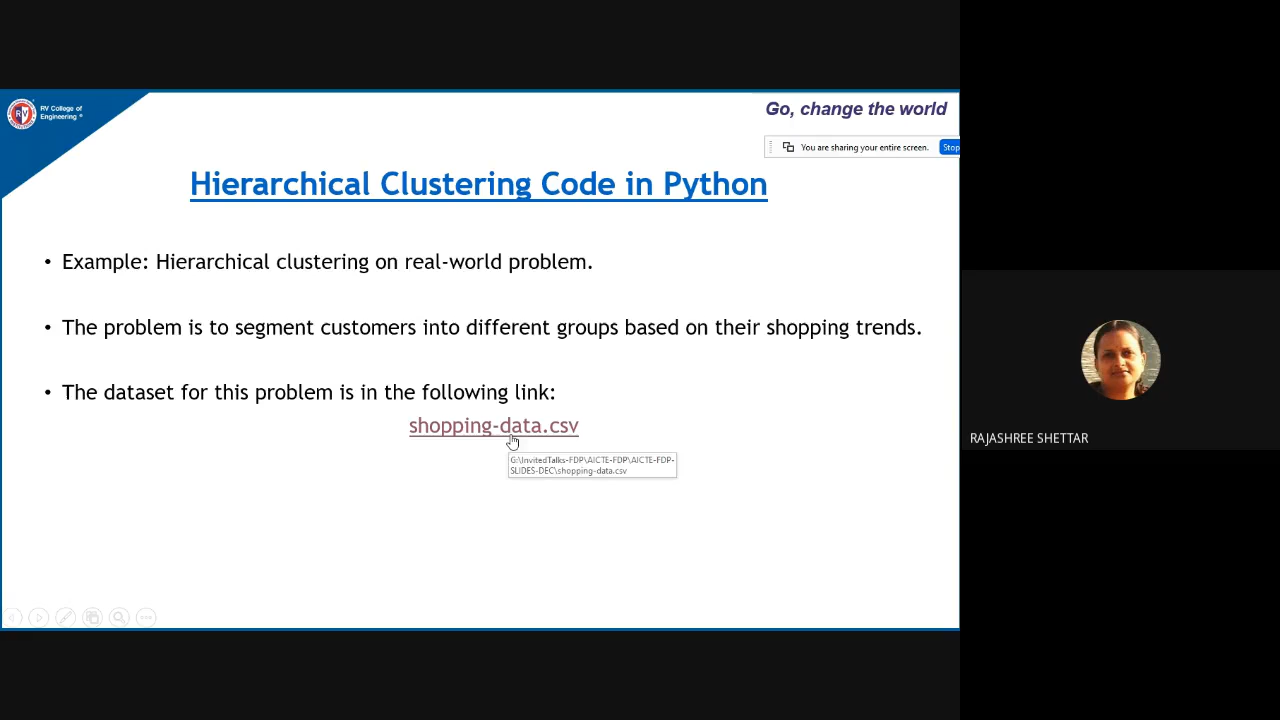 RV College of
Engineering
Go, change the world
You are sharing your entire screen.
Stop
Hierarchical Clustering Code in Python
• Example: Hierarchical clustering on real-world problem.
• The problem is to segment customers into different groups based on their shopping trends.
• The dataset for this problem is in the following link:
shopping-data.csv
G:\InvitedTalks-FDP\AICTE-FDP\AICTE-FDP-
SLIDES-DEC\shopping-data.csv
RAJASHREE SHETTAR